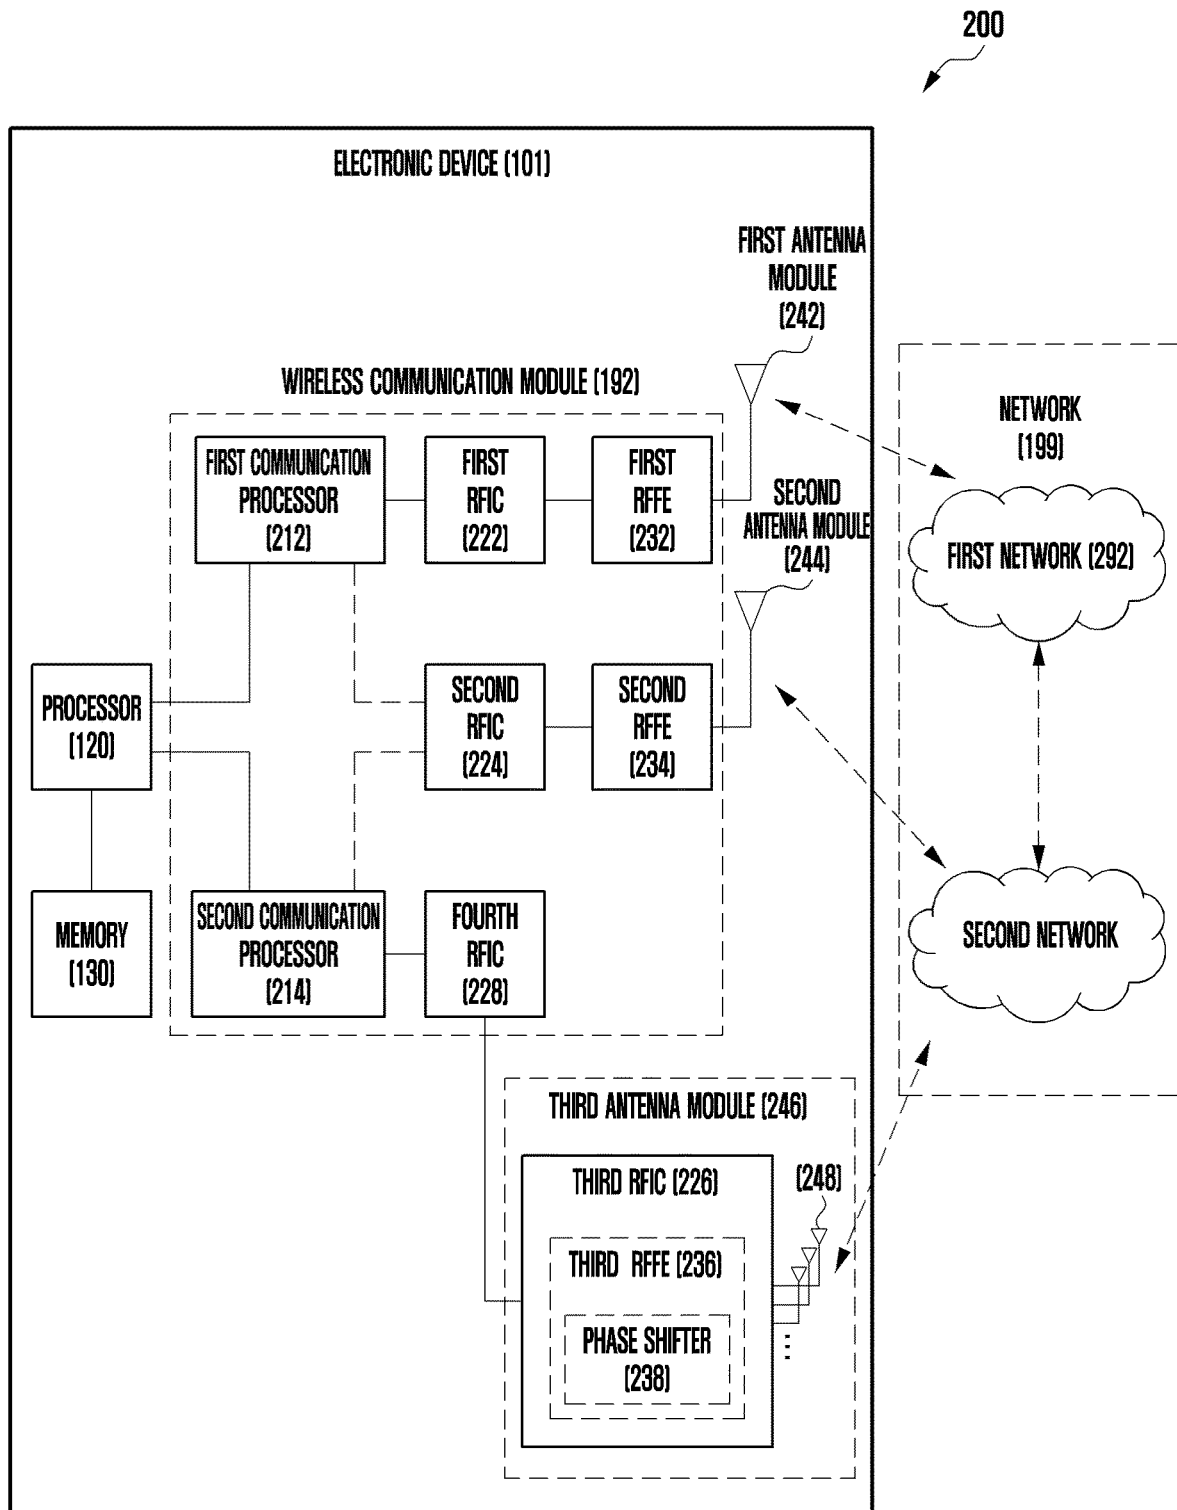 200
ELECTRONIC DEVICE (101)
FIRST ANTENNA
MODULE
(242)
WIRELESS COMMUNICATION MODULE (192)
NETWORK
(199)
FIRST COMMUNICATION
PROCESSOR
(212)
FIRST
RFIC
(222)
FIRST
RFFE
(232)
SECOND
ANTENNA MODULE
(244)
FIRST NETWORK (292)
PROCESSOR
(120)
SECOND
RFIC
(224)
SECOND
RFFE
(234)
MEMORY
(130)
SECOND COMMUNICATION
PROCESSOR
(214)
FOURTH
RFIC
(228)
SECOND NETWORK
THIRD ANTENNA MODULE (246)
THIRD RFIC (226)
(248)
THIRD RFFE (236)
PHASE SHIFTER
(238)